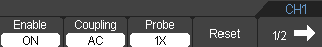 CH1
Enable Coupling Probe Reset 1/2
ON AC 1X